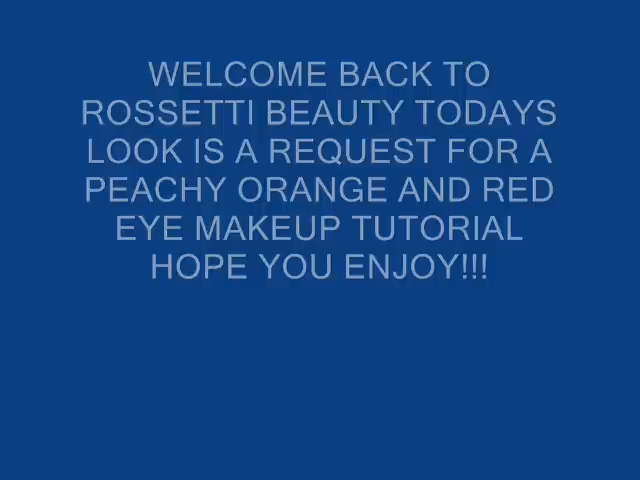 WELCOME BACK TO
ROSSETTI BEAUTY TODAYS
LOOK IS A REQUEST FOR A
PEACHY ORANGE AND RED
EYE MAKEUP TUTORIAL
HOPE YOU ENJOY!!!